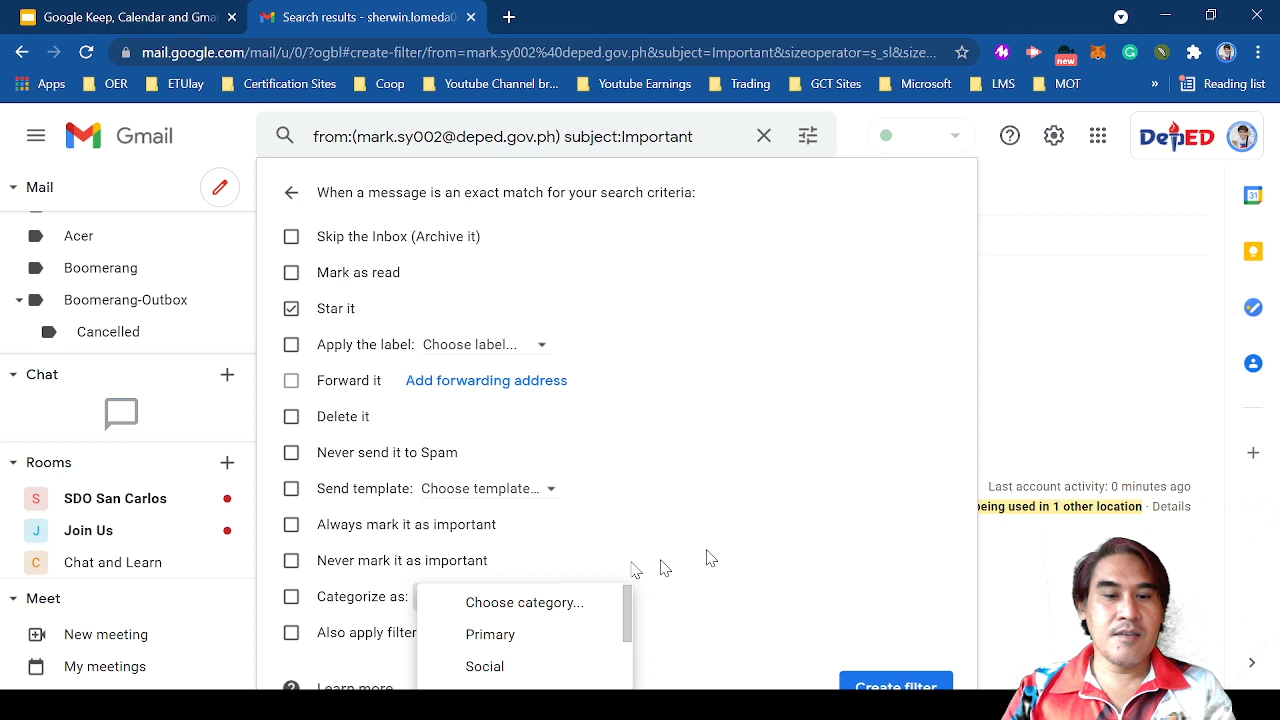 Google Keep, Calendar and Gmai
Search results - sherwin.lomeda0
mail.google.com/mail/u/0/?ogbl#create-filter/from=mark.sy002%40deped.gov.ph&subject=Important&sizeoperator=s_sl&size...
new
Apps
OER
ETUlay
Certification Sites
Coop
Youtube Channel br...
Youtube Earnings
Trading
GCT Sites
Microsoft
LMS
MOT
»
Reading list
Gmail
from:(mark.sy002@deped.gov.ph) subject:Important
DepED
Mail
Acer
Boomerang
Boomerang-Outbox
Cancelled
Chat
Rooms
S SDO San Carlos
J Join Us
C Chat and Learn
Meet
New meeting
My meetings
When a message is an exact match for your search criteria:
Skip the Inbox (Archive it)
Mark as read
Star it
Apply the label: Choose label...
Forward it Add forwarding address
Delete it
Never send it to Spam
Send template: Choose template...
Always mark it as important
Never mark it as important
Categorize as:
Also apply filter
Choose category...
Primary
Social
Learn more
Create filter
31
Last account activity: 0 minutes ago
being used in 1 other location · Details